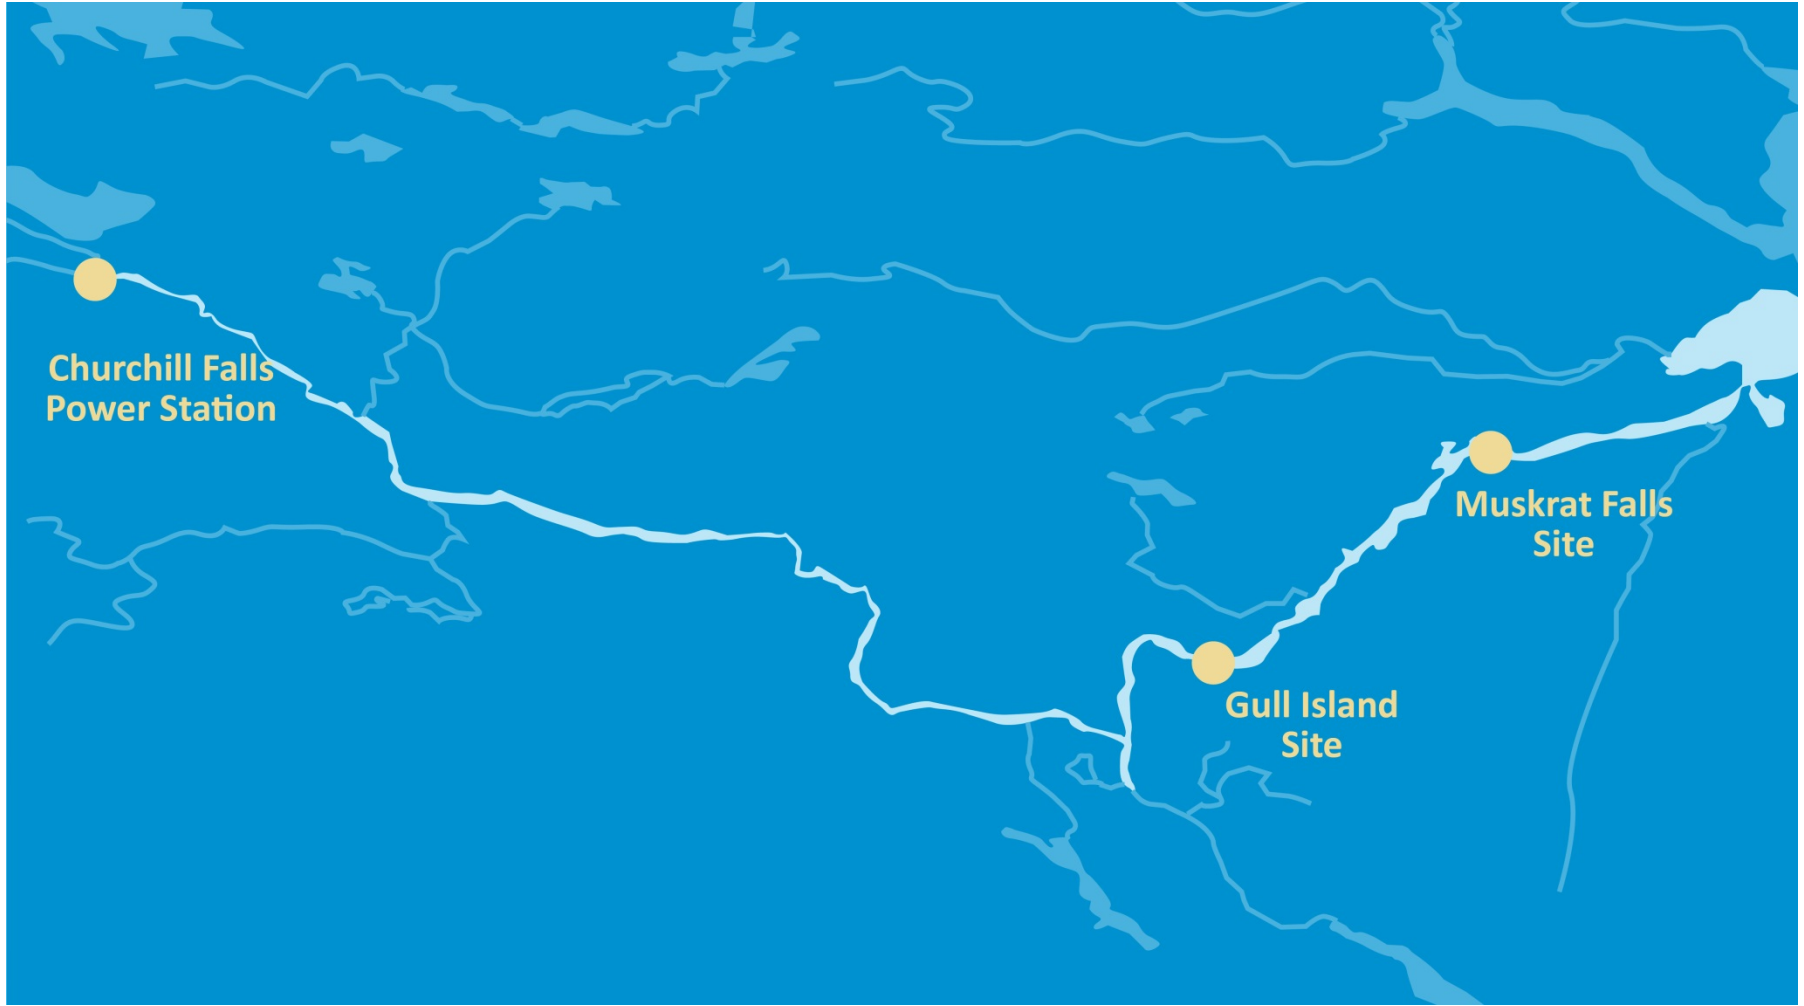 Churchill Falls
Power Station
Muskrat Falls
Site
Gull Island
Site